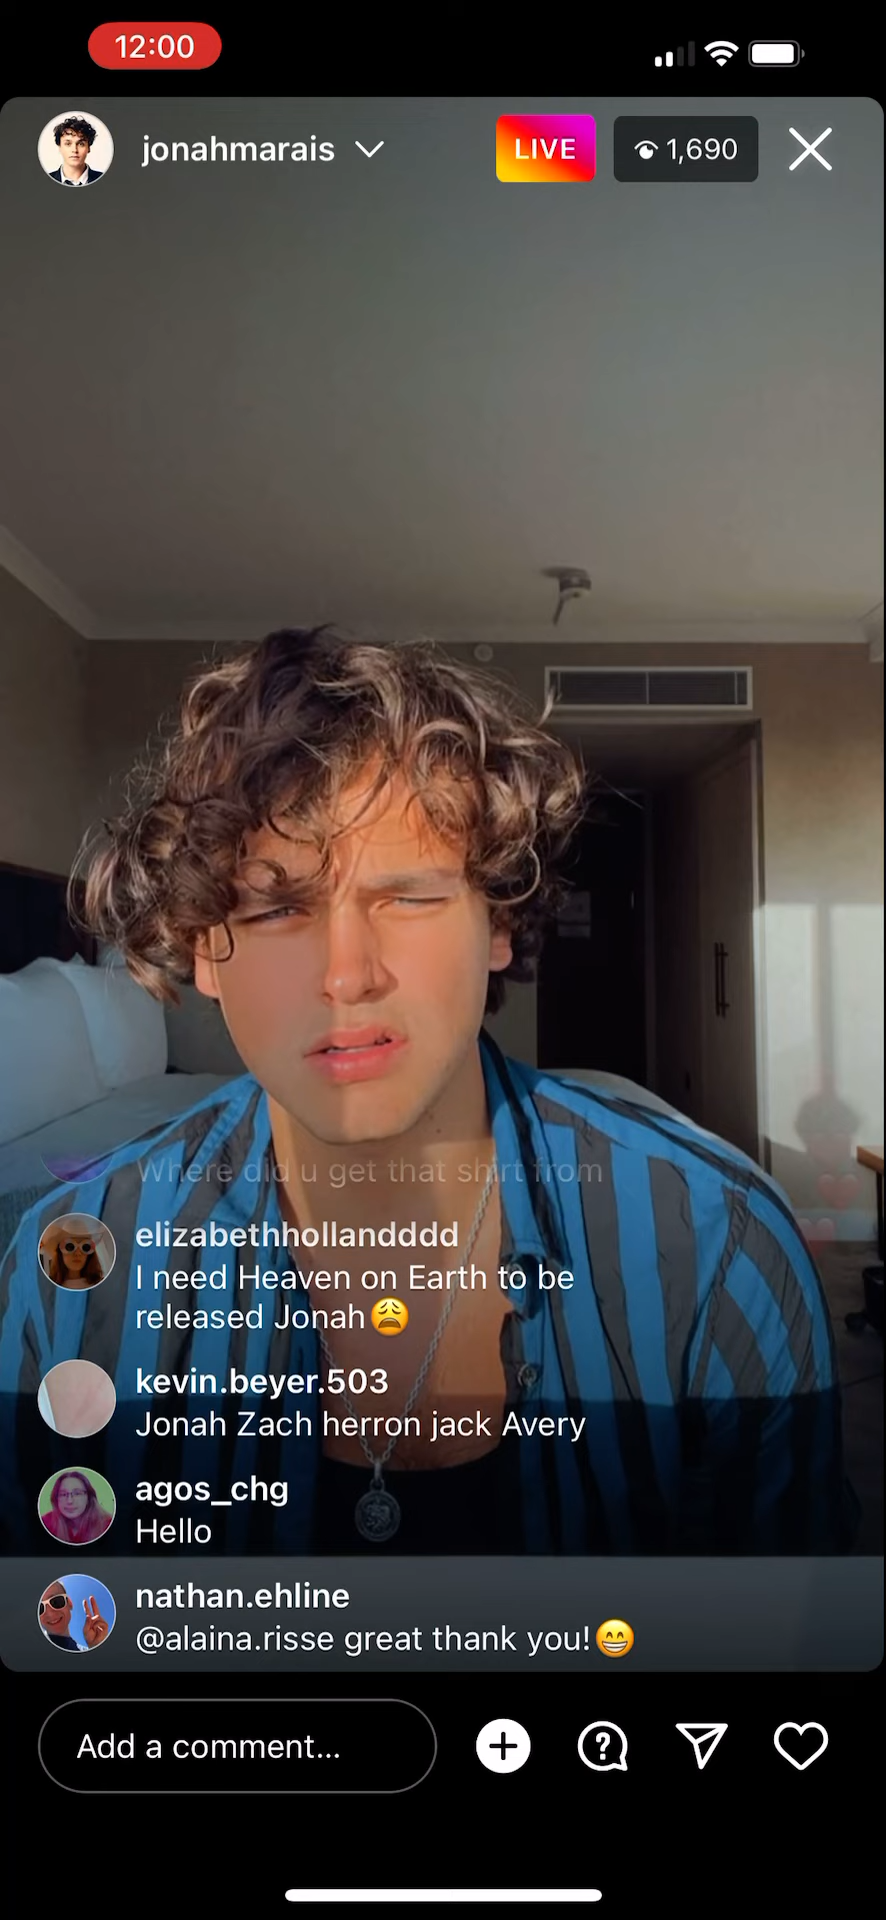 12:00
jonahmarais
LIVE
1,690
Where did u get that shirt from
elizabethhollandddd
I need Heaven on Earth to be
released Jonah😩
kevin.beyer.503
Jonah Zach herron jack Avery
agos_chg
Hello
nathan.ehline
@alaina.risse great thank you!😁
Add a comment...